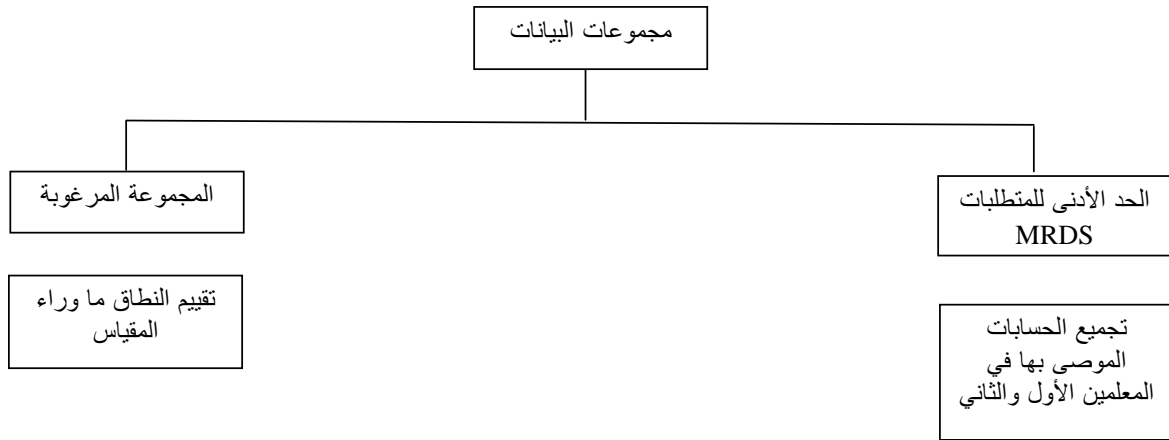 مجموعات البيانات
الحد الأدنى للمتطلبات
MRDS
المجموعة المرغوبة
تجميع الحسابات
الموصى بها في
المعلمين الأول والثاني
تقييم النطاق ما وراء
المقياس